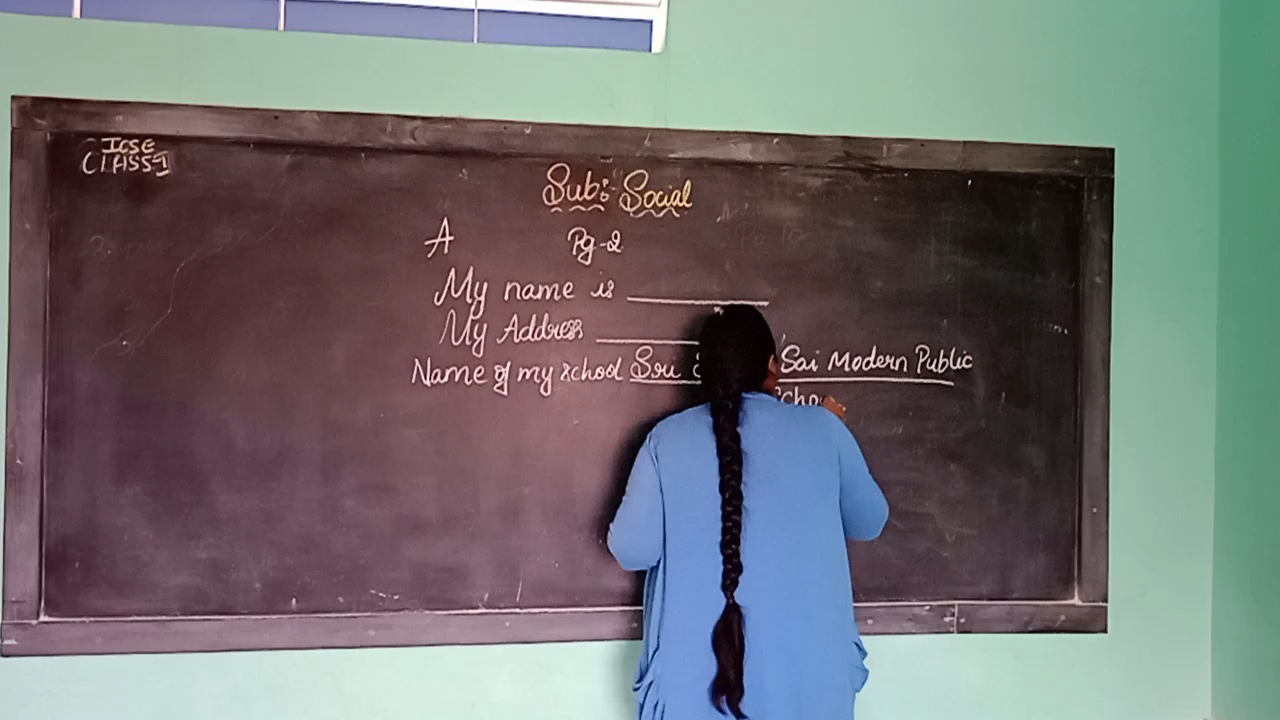 ICSE
CLASS-1
Sub: Social
A Pg-2
My name is
My Address
Name of my school Sri Sai Modern Public